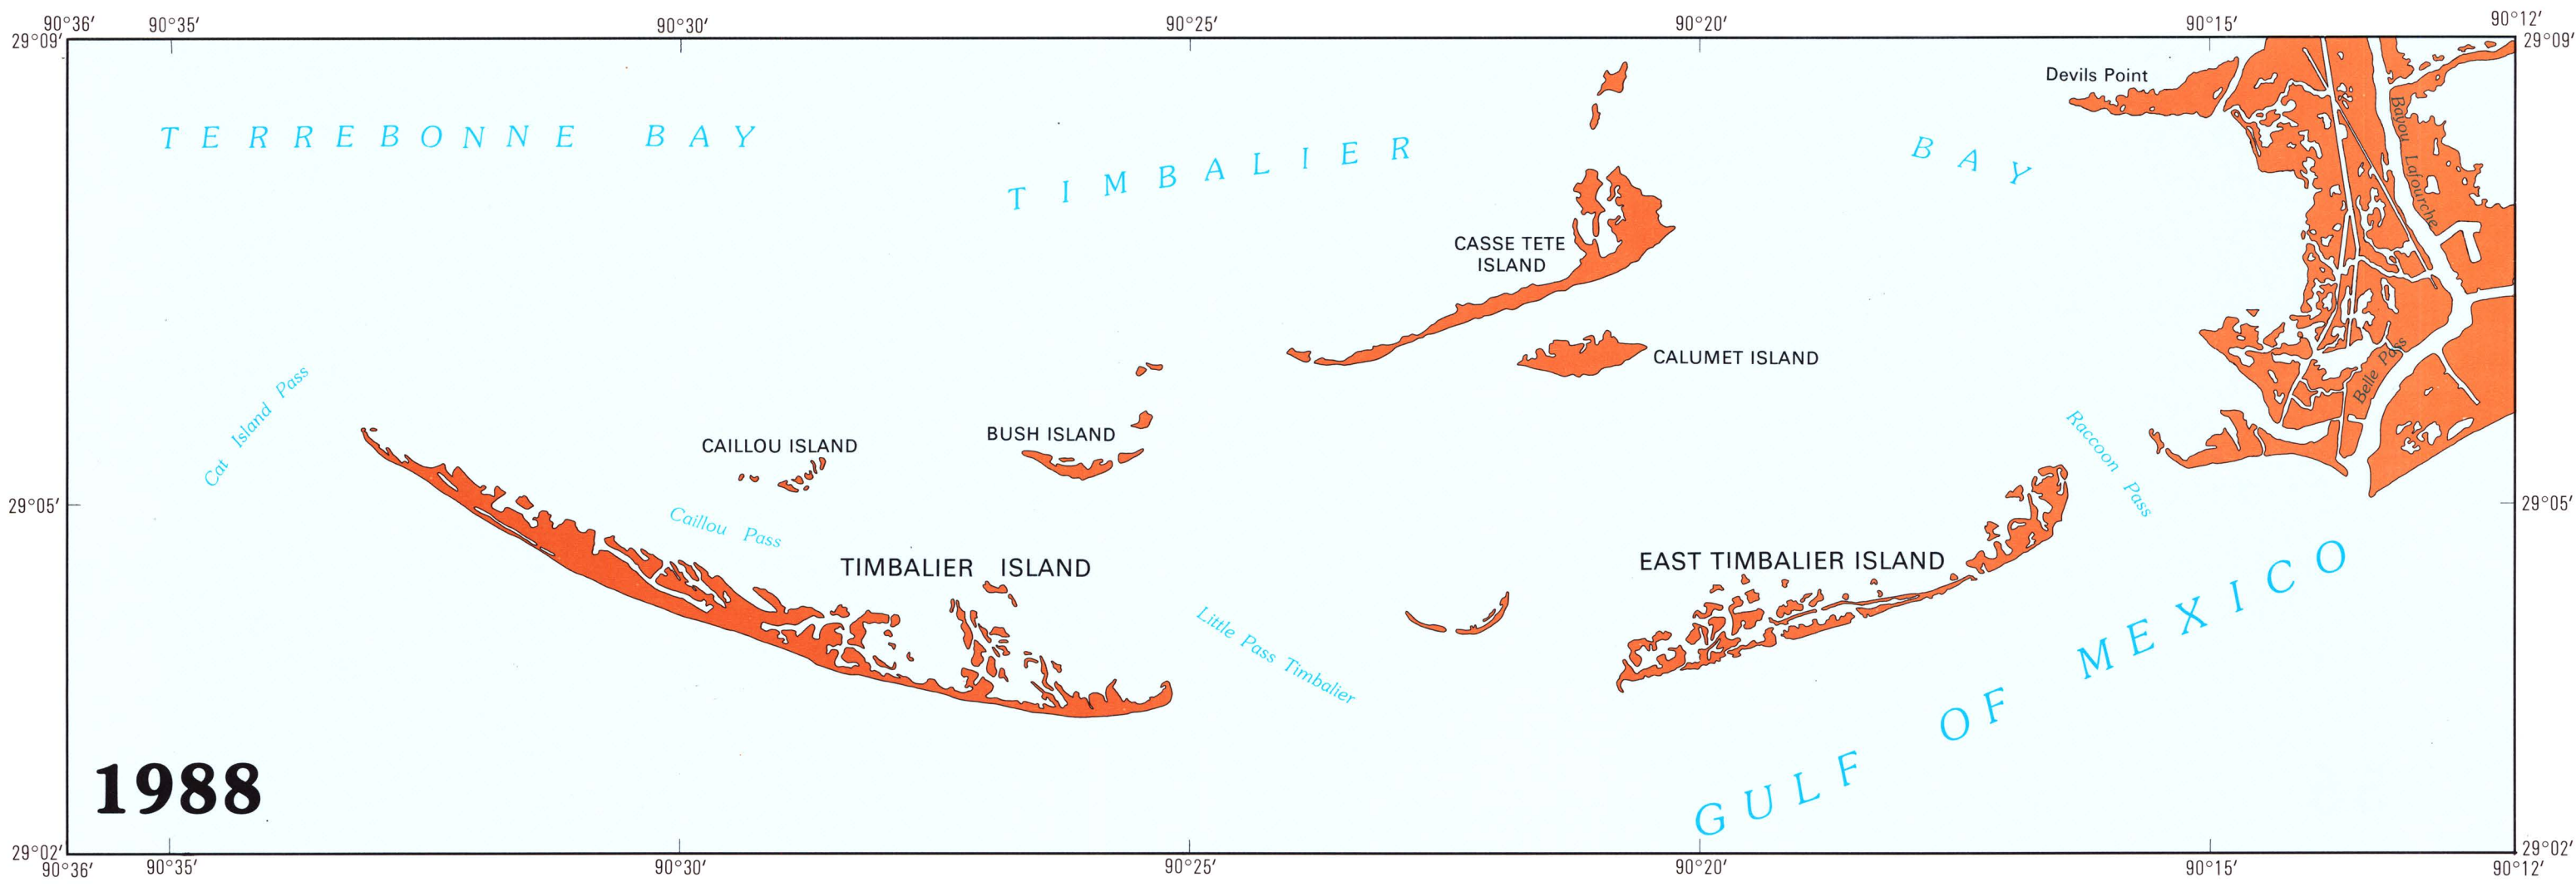 90°36′ 90°35′ 90°30′ 90°25′ 90°20′ 90°15′ 90°12′
29°09′ 29°09′
Devils Point
TERREBONNE BAY
TIMBALIER BAY
Bayou Lafourche
CASSE TETE
ISLAND
CALUMET ISLAND
Belle Pass
Cat Island Pass
CAILLOU ISLAND
BUSH ISLAND
Raccoon Pass
29°05′ 29°05′
Caillou Pass
TIMBALIER ISLAND
EAST TIMBALIER ISLAND
Little Pass Timbalier
GULF OF MEXICO
1988
29°02′ 29°02′
90°36′ 90°35′ 90°30′ 90°25′ 90°20′ 90°15′ 90°12′